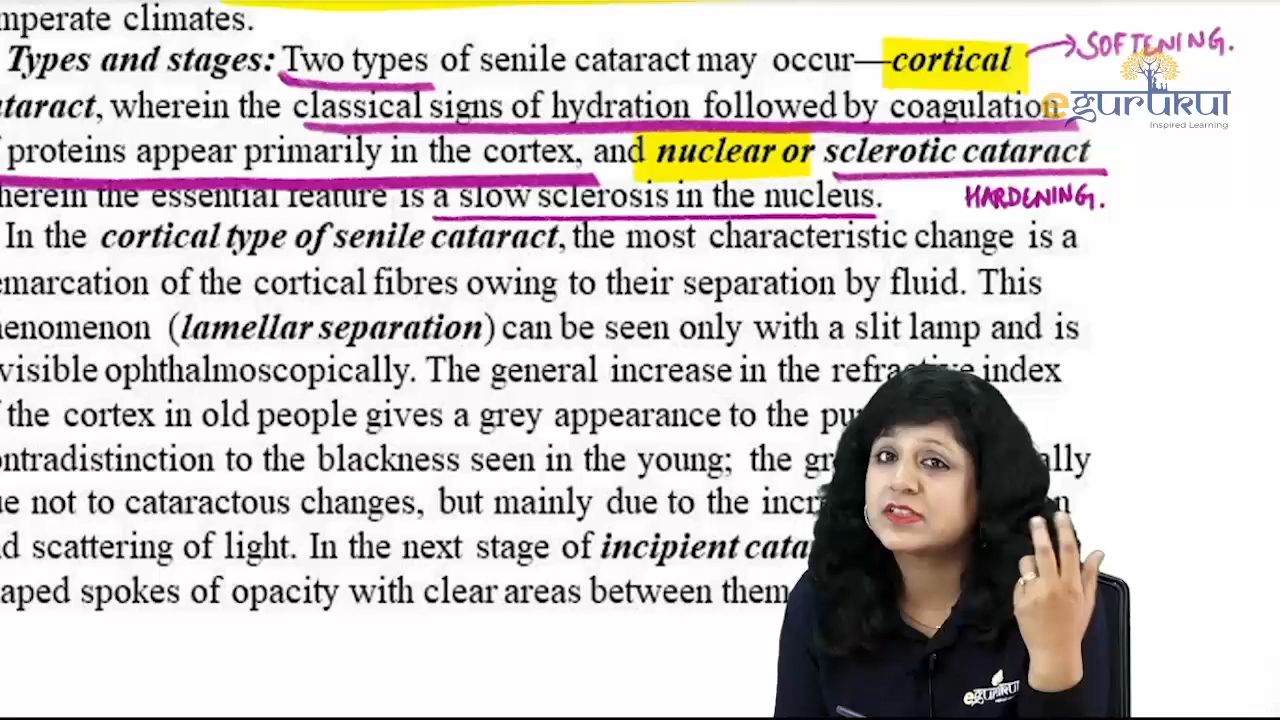 mperate climates.
Types and stages: Two types of senile cataract may occur—cortical
SOFTENING.
ataract, wherein the classical signs of hydration followed by coagulation
egurukul
Inspired Learning
proteins appear primarily in the cortex, and nuclear or sclerotic cataract
herein the essential feature is a slow sclerosis in the nucleus.
HARDENING.
In the cortical type of senile cataract, the most characteristic change is a
emarcation of the cortical fibres owing to their separation by fluid. This
henomenon (lamellar separation) can be seen only with a slit lamp and is
visible ophthalmoscopically. The general increase in the refractive index
the cortex in old people gives a grey appearance to the pu
ontradistinction to the blackness seen in the young; the gr ally
ue not to cataractous changes, but mainly due to the incr n
d scattering of light. In the next stage of incipient cata
aped spokes of opacity with clear areas between them
egurukul